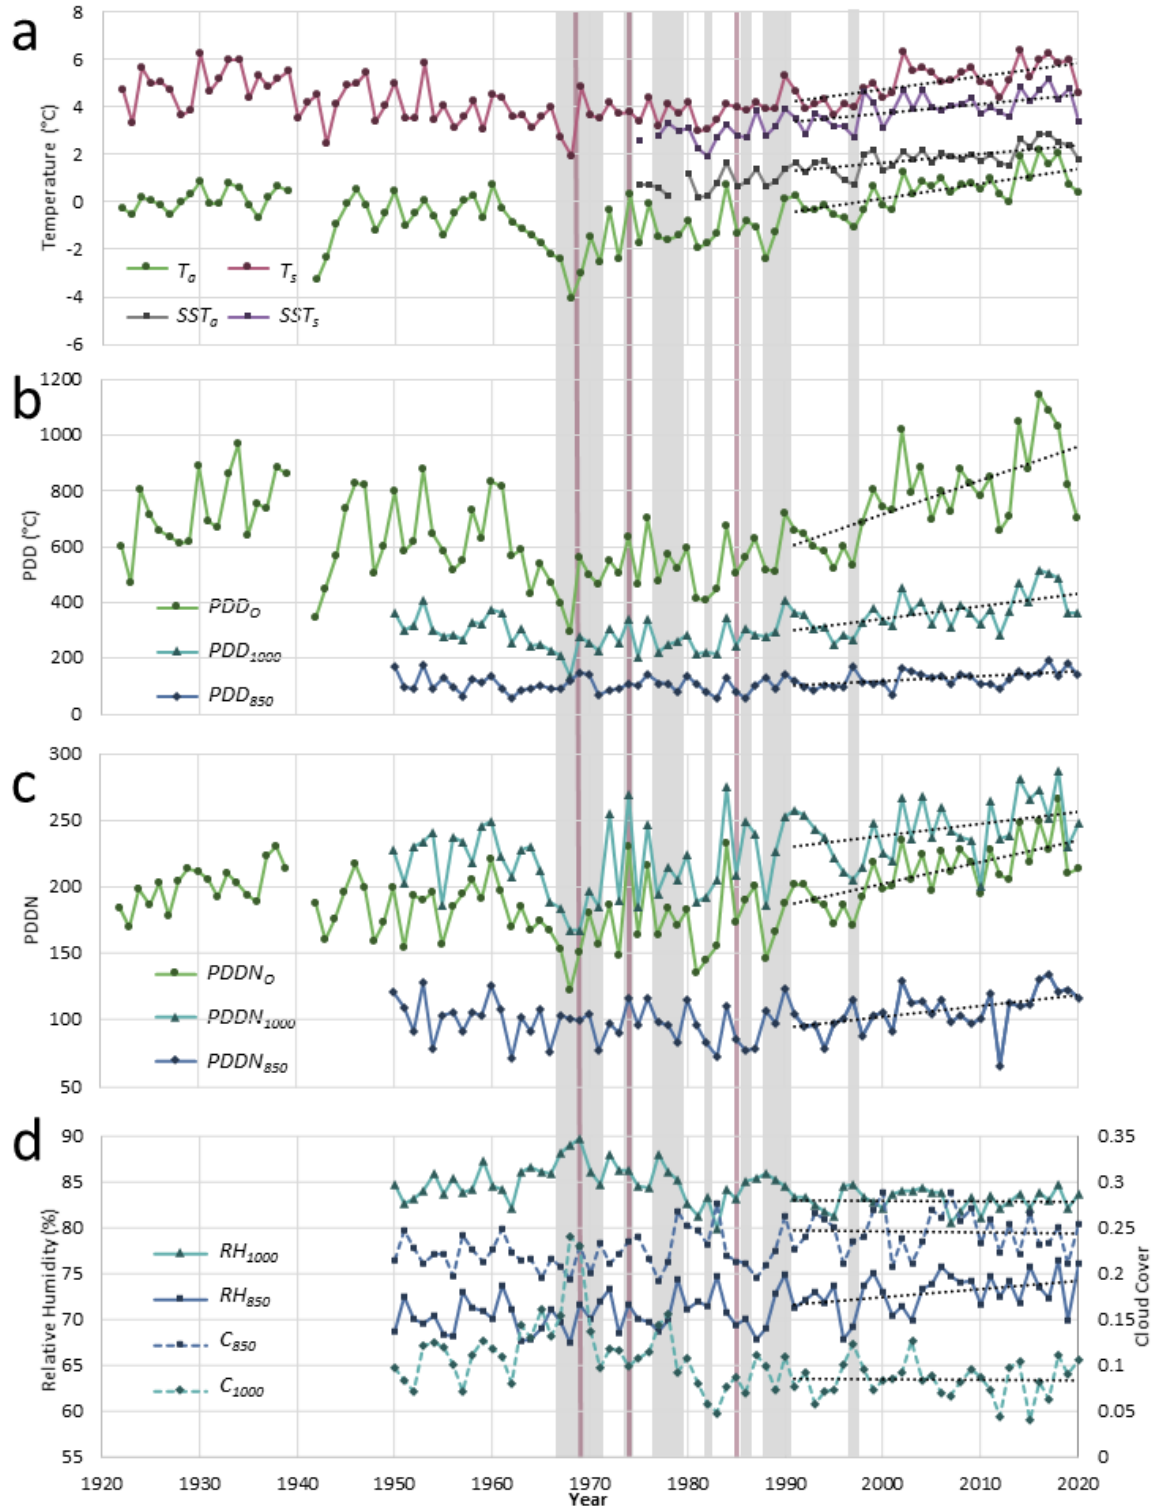 a
8
6
4
2
0
-2
-4
-6
Temperature (°C)
Ta Ts
SSTa SSTs
b
1200
1000
800
600
400
200
0
PDD (°C)
PDDO
PDD1000
PDD850
c
300
250
200
150
100
50
PDDN
PDDNO
PDDN1000
PDDN850
d
90
85
80
75
70
65
60
55
Relative Humidity (%)
RH1000
RH850
C850
C1000
0.35
0.3
0.25
0.2
0.15
0.1
0.05
0
Cloud Cover
1920 1930 1940 1950 1960 1970 1980 1990 2000 2010 2020
Year